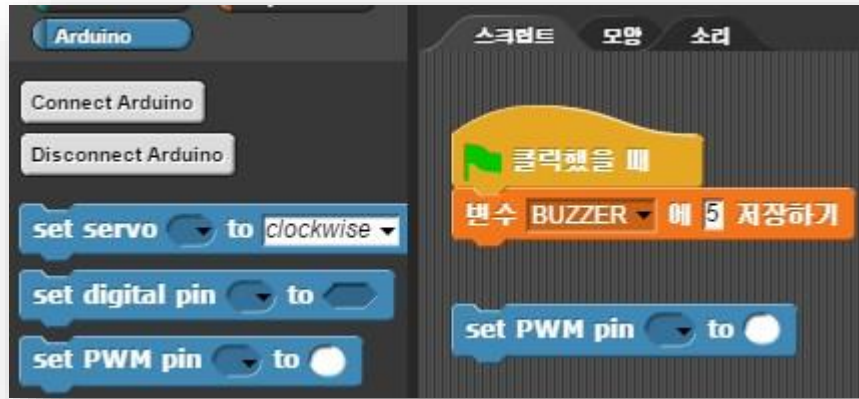 Arduino
Connect Arduino
Disconnect Arduino
set servo to clockwise
set digital pin to
set PWM pin to
스크립트 모양 소리
클릭했을 때
변수 BUZZER 에 5 저장하기
set PWM pin to